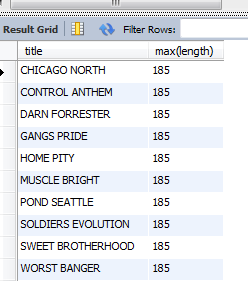 Result Grid Filter Rows:
title max(length)
CHICAGO NORTH 185
CONTROL ANTHEM 185
DARN FORRESTER 185
GANGS PRIDE 185
HOME PITY 185
MUSCLE BRIGHT 185
POND SEATTLE 185
SOLDIERS EVOLUTION 185
SWEET BROTHERHOOD 185
WORST BANGER 185